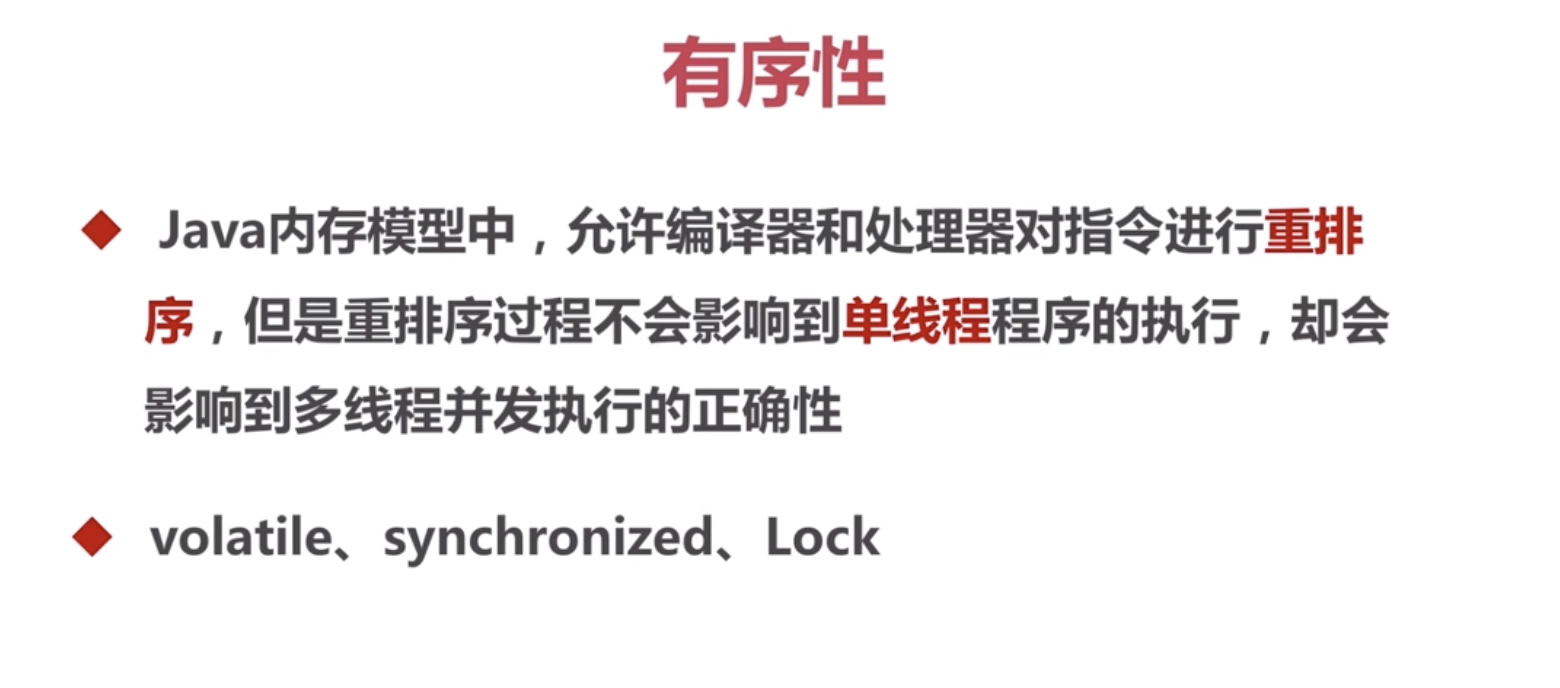 有序性
Java内存模型中，允许编译器和处理器对指令进行重排
序，但是重排序过程不会影响到单线程程序的执行，却会
影响到多线程并发执行的正确性
volatile、synchronized、Lock